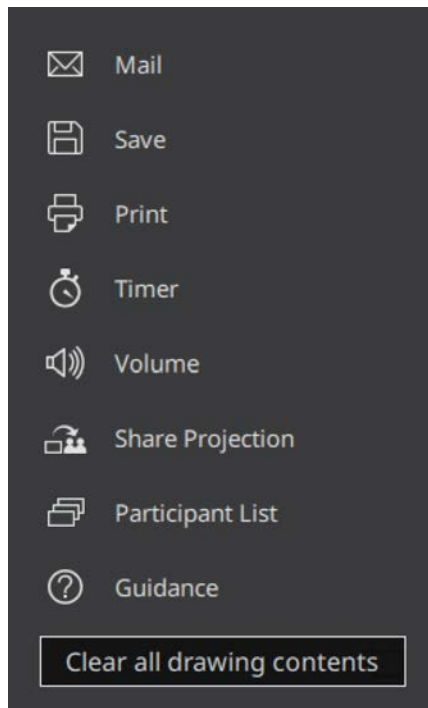 Mail
Save
Print
Timer
Volume
Share Projection
Participant List
Guidance
Clear all drawing contents